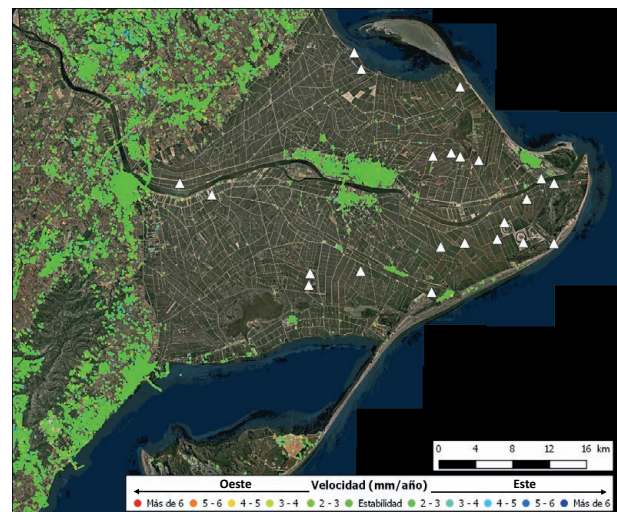 0 4 8 12 16 km
Oeste Velocidad (mm/año) Este
Más de 6 5 - 6 4 - 5 3 - 4 2 - 3 Estabilidad 2 - 3 3 - 4 4 - 5 5 - 6 Más de 6